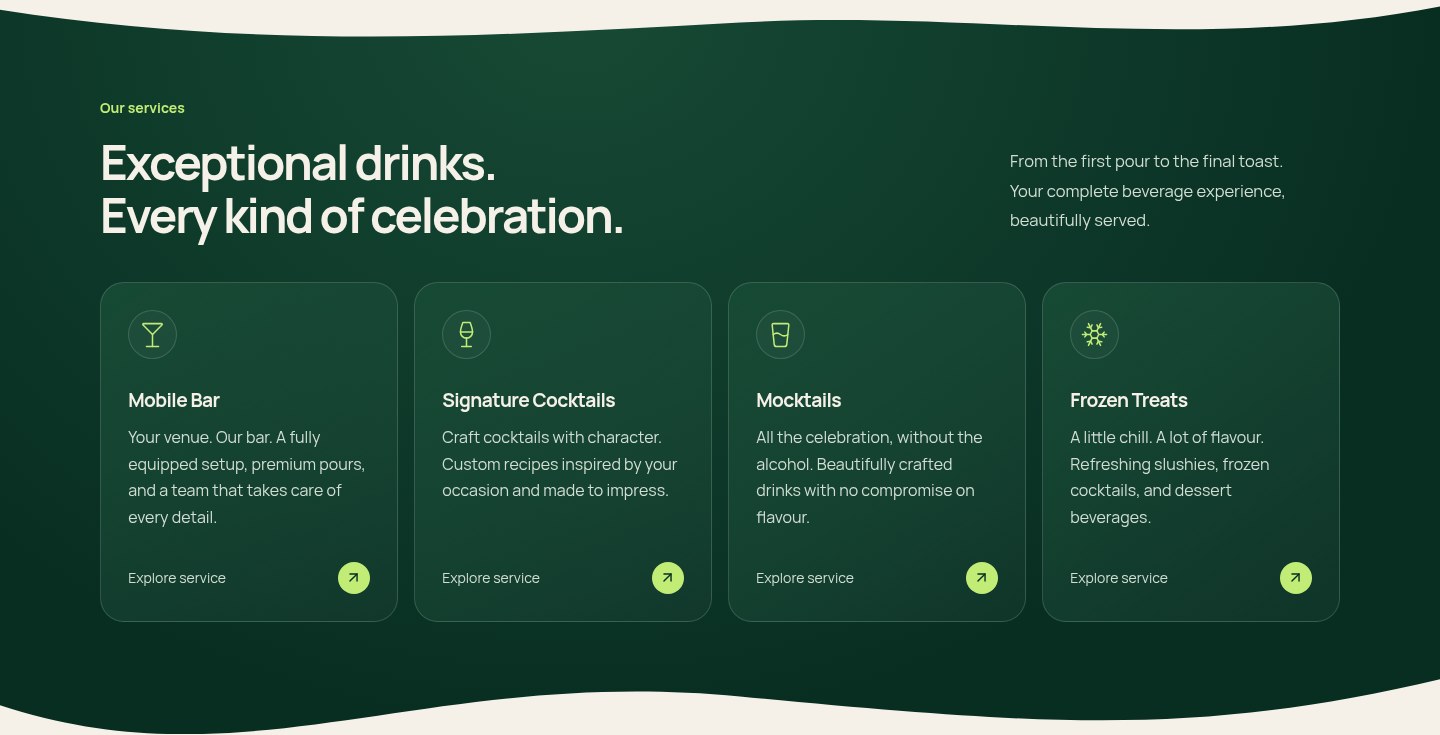 Our services
Exceptional drinks.
Every kind of celebration.
From the first pour to the final toast.
Your complete beverage experience,
beautifully served.
Mobile Bar
Your venue. Our bar. A fully
equipped setup, premium pours,
and a team that takes care of
every detail.
Explore service
Signature Cocktails
Craft cocktails with character.
Custom recipes inspired by your
occasion and made to impress.
Explore service
Mocktails
All the celebration, without the
alcohol. Beautifully crafted
drinks with no compromise on
flavour.
Explore service
Frozen Treats
A little chill. A lot of flavour.
Refreshing slushies, frozen
cocktails, and dessert
beverages.
Explore service